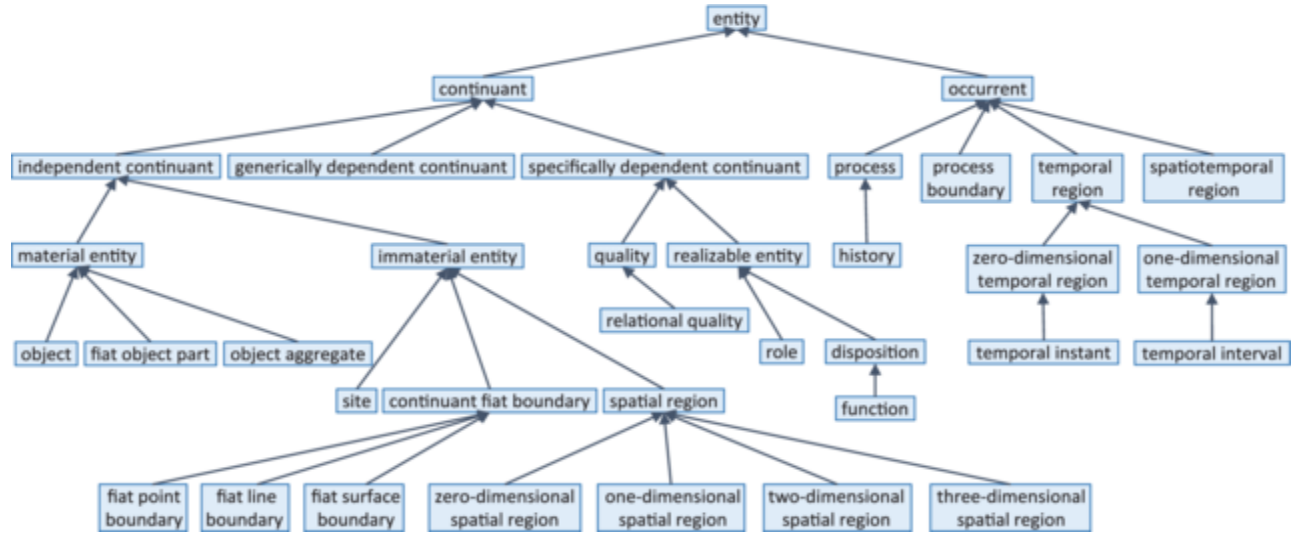 entity
continuant
occurrent
independent continuant
generically dependent continuant
specifically dependent continuant
process
process
boundary
temporal
region
spatiotemporal
region
material entity
immaterial entity
quality
realizable entity
history
zero-dimensional
temporal region
one-dimensional
temporal region
relational quality
object
fiat object part
object aggregate
role
disposition
temporal instant
temporal interval
site
continuant fiat boundary
spatial region
function
fiat point
boundary
fiat line
boundary
fiat surface
boundary
zero-dimensional
spatial region
one-dimensional
spatial region
two-dimensional
spatial region
three-dimensional
spatial region